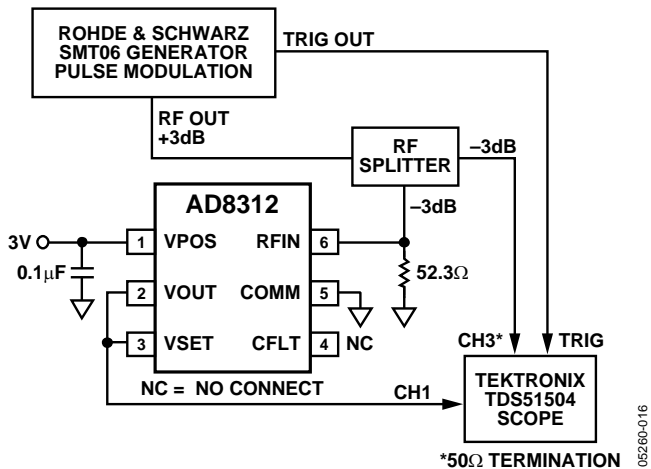 ROHDE & SCHWARZ
SMT06 GENERATOR
PULSE MODULATION
TRIG OUT
RF OUT
+3dB
RF
SPLITTER
–3dB
–3dB
AD8312
3V
0.1µF
1 VPOS RFIN 6
2 VOUT COMM 5
3 VSET CFLT 4 NC
52.3Ω
NC = NO CONNECT
CH1
CH3* TRIG
TEKTRONIX
TDS51504
SCOPE
*50Ω TERMINATION
05260-016